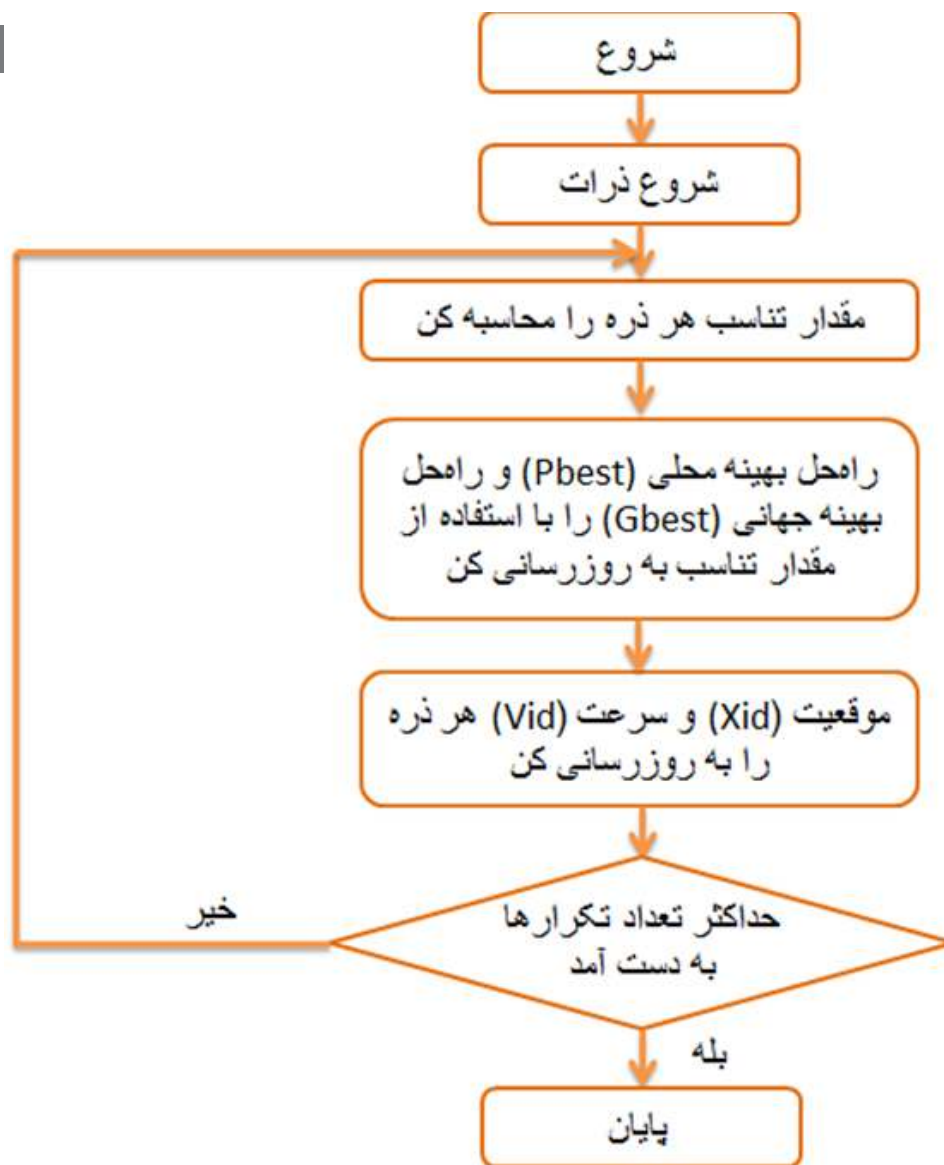 شروع
شروع ذرات
مقدار تناسب هر ذره را محاسبه کن
راه‌حل بهینه محلی (Pbest) و راه‌حل
بهینه جهانی (Gbest) را با استفاده از
مقدار تناسب به روزرسانی کن
موقعیت (Xid) و سرعت (Vid) هر ذره
را به روزرسانی کن
حداکثر تعداد تکرارها
به دست آمد
خیر
بله
پایان